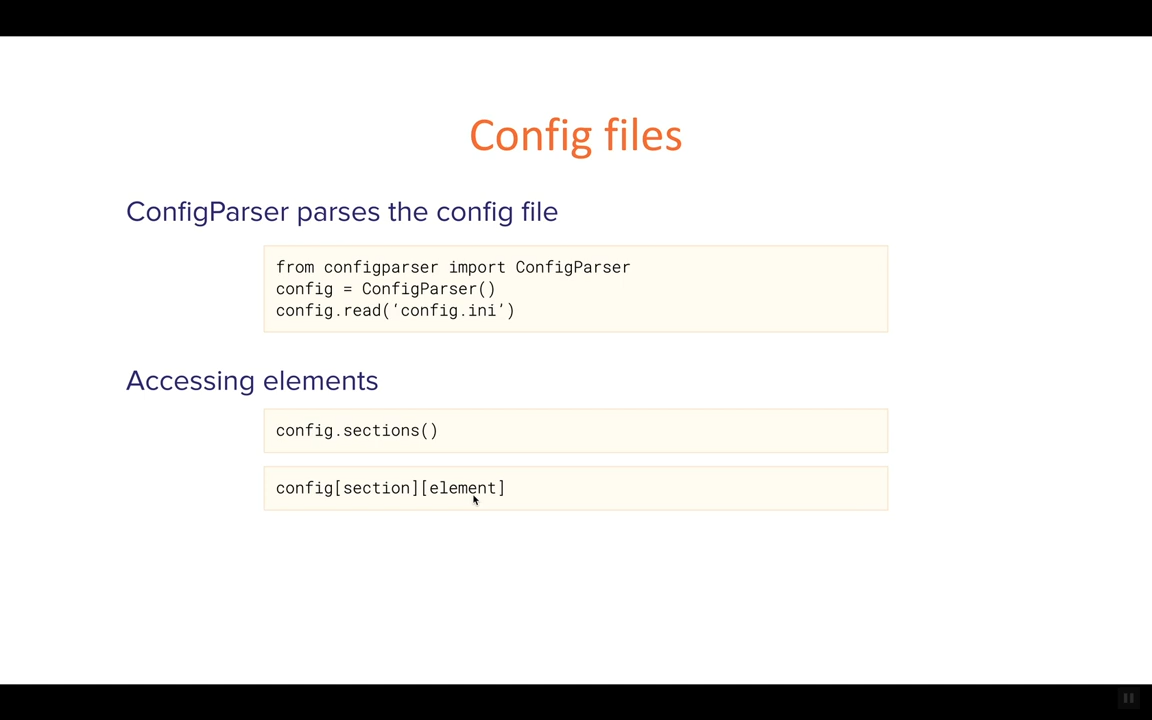 Config files
ConfigParser parses the config file
from configparser import ConfigParser
config = ConfigParser()
config.read(‘config.ini’)
Accessing elements
config.sections()
config[section][element]